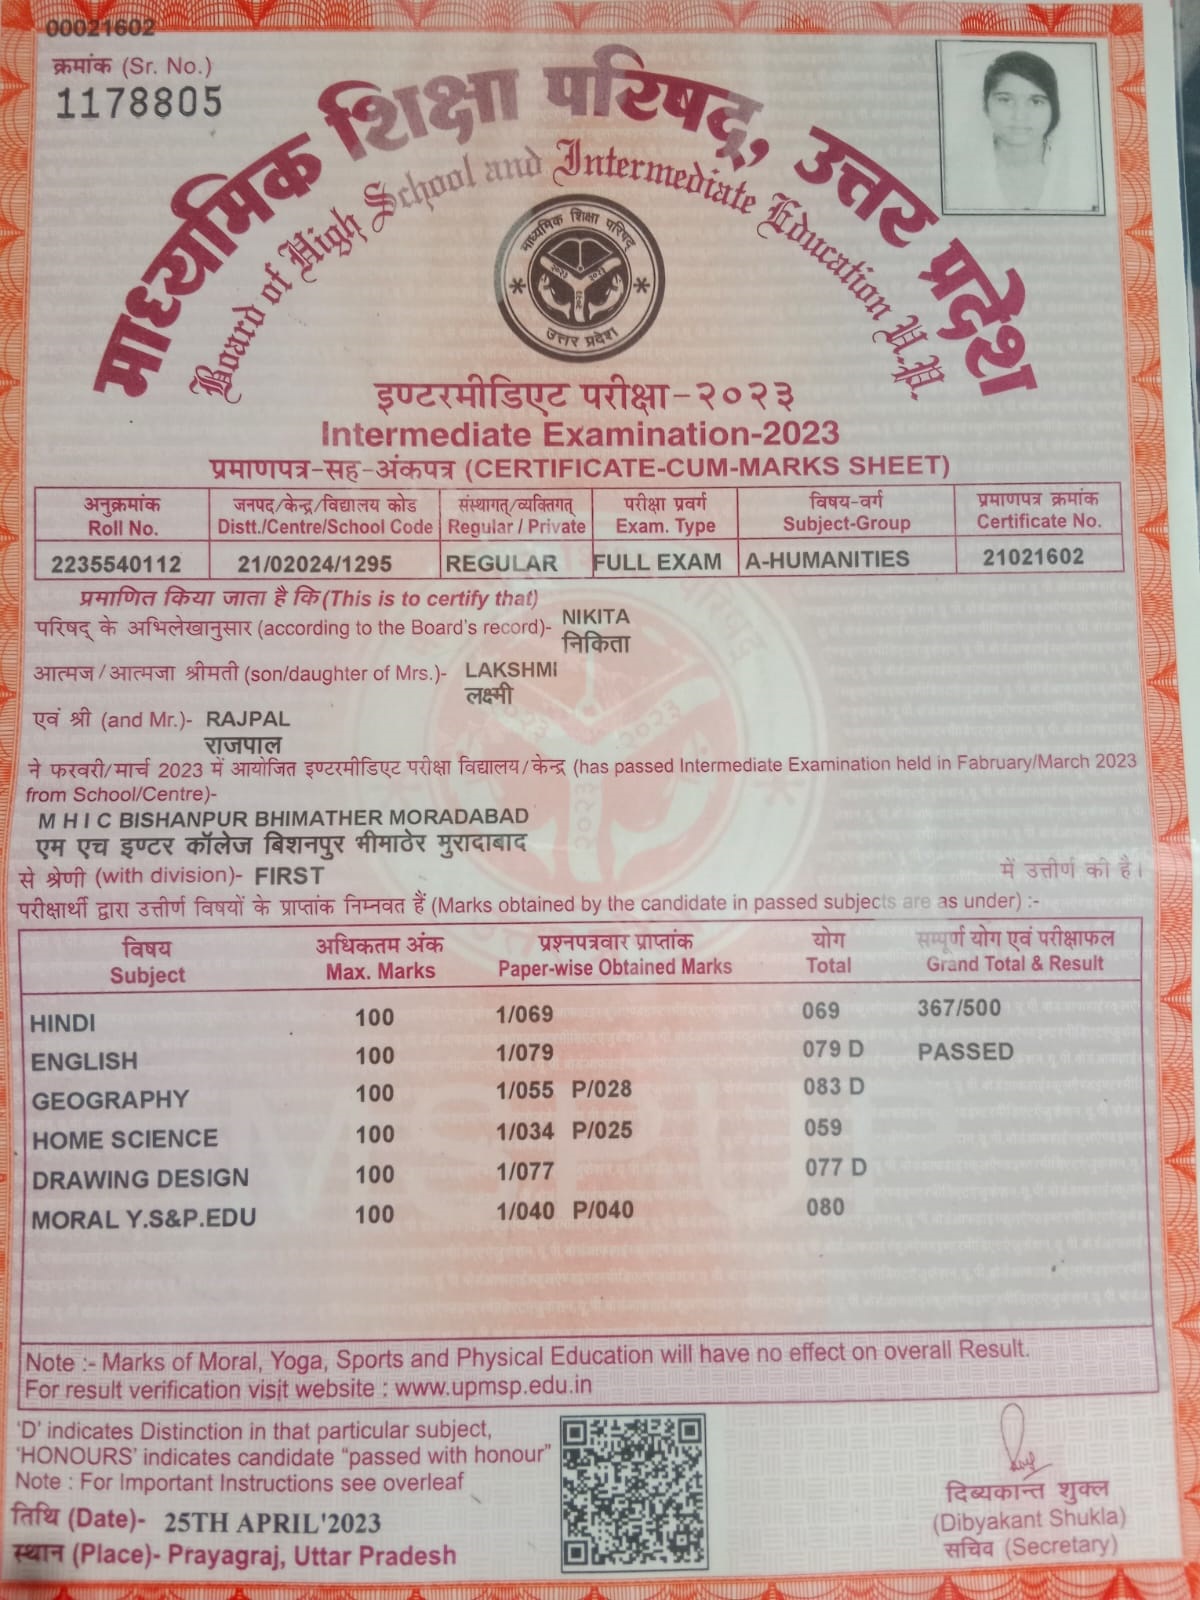 00021602
क्रमांक (Sr. No.)
1178805
माध्यमिक शिक्षा परिषद्, उत्तर प्रदेश
Board of High School and Intermediate Education U.P.
माध्यमिक शिक्षा परिषद्
२०२३ २०२३
२०२३
उत्तर प्रदेश
इण्टरमीडिएट परीक्षा-२०२३
Intermediate Examination-2023
प्रमाणपत्र-सह-अंकपत्र (CERTIFICATE-CUM-MARKS SHEET)
अनुक्रमांक जनपद/केन्द्र/विद्यालय कोड संस्थागत्/व्यक्तिगत् परीक्षा प्रवर्ग विषय-वर्ग प्रमाणपत्र क्रमांक
Roll No. Distt./Centre/School Code Regular / Private Exam. Type Subject-Group Certificate No.
2235540112 21/02024/1295 REGULAR FULL EXAM A-HUMANITIES 21021602
प्रमाणित किया जाता है कि (This is to certify that)
परिषद् के अभिलेखानुसार (according to the Board's record)- NIKITA
निकिता
आत्मज/आत्मजा श्रीमती (son/daughter of Mrs.)- LAKSHMI
लक्ष्मी
एवं श्री (and Mr.)- RAJPAL
राजपाल
ने फरवरी/मार्च 2023 में आयोजित इण्टरमीडिएट परीक्षा विद्यालय/केन्द्र (has passed Intermediate Examination held in Fabruary/March 2023
from School/Centre)-
M H I C BISHANPUR BHIMATHER MORADABAD
एम एच इण्टर कॉलेज बिशनपुर भीमाठेर मुरादाबाद
से श्रेणी (with division)- FIRST में उत्तीर्ण की है।
परीक्षार्थी द्वारा उत्तीर्ण विषयों के प्राप्तांक निम्नवत हैं (Marks obtained by the candidate in passed subjects are as under) :-
विषय अधिकतम अंक प्रश्नपत्रवार प्राप्तांक योग सम्पूर्ण योग एवं परीक्षाफल
Subject Max. Marks Paper-wise Obtained Marks Total Grand Total & Result
HINDI 100 1/069 069 367/500
ENGLISH 100 1/079 079 D PASSED
GEOGRAPHY 100 1/055 P/028 083 D
HOME SCIENCE 100 1/034 P/025 059
DRAWING DESIGN 100 1/077 077 D
MORAL Y.S&P.EDU 100 1/040 P/040 080
Note :- Marks of Moral, Yoga, Sports and Physical Education will have no effect on overall Result.
For result verification visit website : www.upmsp.edu.in
'D' indicates Distinction in that particular subject,
'HONOURS' indicates candidate "passed with honour"
Note : For Important Instructions see overleaf
तिथि (Date)- 25TH APRIL'2023
स्थान (Place)- Prayagraj, Uttar Pradesh
दिव्यकान्त शुक्ल
(Dibyakant Shukla)
सचिव (Secretary)